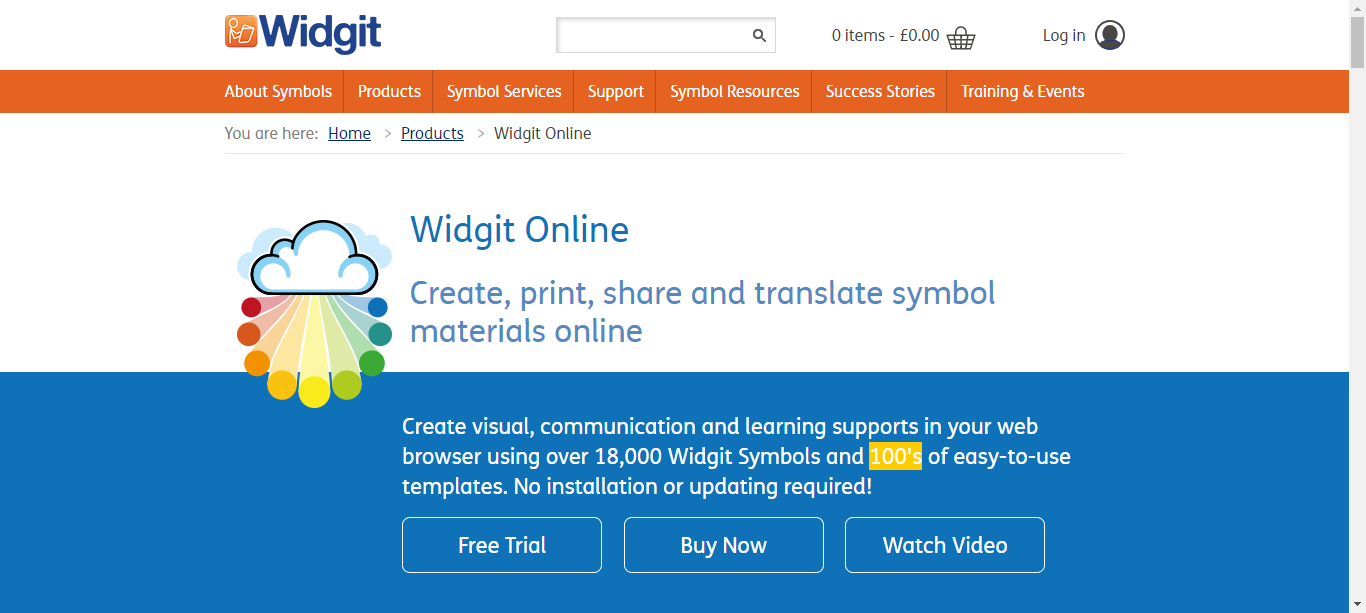 Widgit
0 items - £0.00
Log in
About Symbols
Products
Symbol Services
Support
Symbol Resources
Success Stories
Training & Events
You are here: Home > Products > Widgit Online
Widgit Online
Create, print, share and translate symbol
materials online
Create visual, communication and learning supports in your web
browser using over 18,000 Widgit Symbols and 100's of easy-to-use
templates. No installation or updating required!
Free Trial
Buy Now
Watch Video